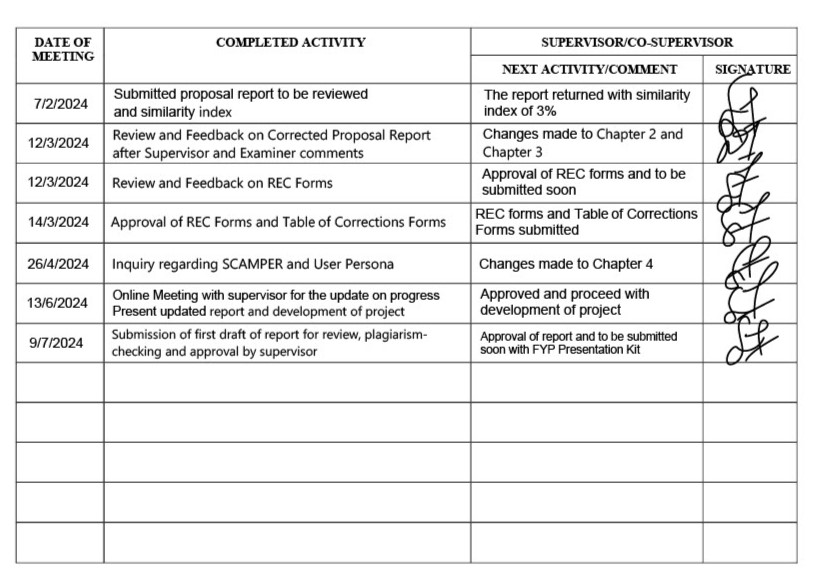 DATE OF
MEETING
COMPLETED ACTIVITY
SUPERVISOR/CO-SUPERVISOR
NEXT ACTIVITY/COMMENT
SIGNATURE
7/2/2024
Submitted proposal report to be reviewed
and similarity index
The report returned with similarity
index of 3%
12/3/2024
Review and Feedback on Corrected Proposal Report
after Supervisor and Examiner comments
Changes made to Chapter 2 and
Chapter 3
12/3/2024
Review and Feedback on REC Forms
Approval of REC forms and to be
submitted soon
14/3/2024
Approval of REC Forms and Table of Corrections Forms
REC forms and Table of Corrections
Forms submitted
26/4/2024
Inquiry regarding SCAMPER and User Persona
Changes made to Chapter 4
13/6/2024
Online Meeting with supervisor for the update on progress
Present updated report and development of project
Approved and proceed with
development of project
9/7/2024
Submission of first draft of report for review, plagiarism-
checking and approval by supervisor
Approval of report and to be submitted
soon with FYP Presentation Kit